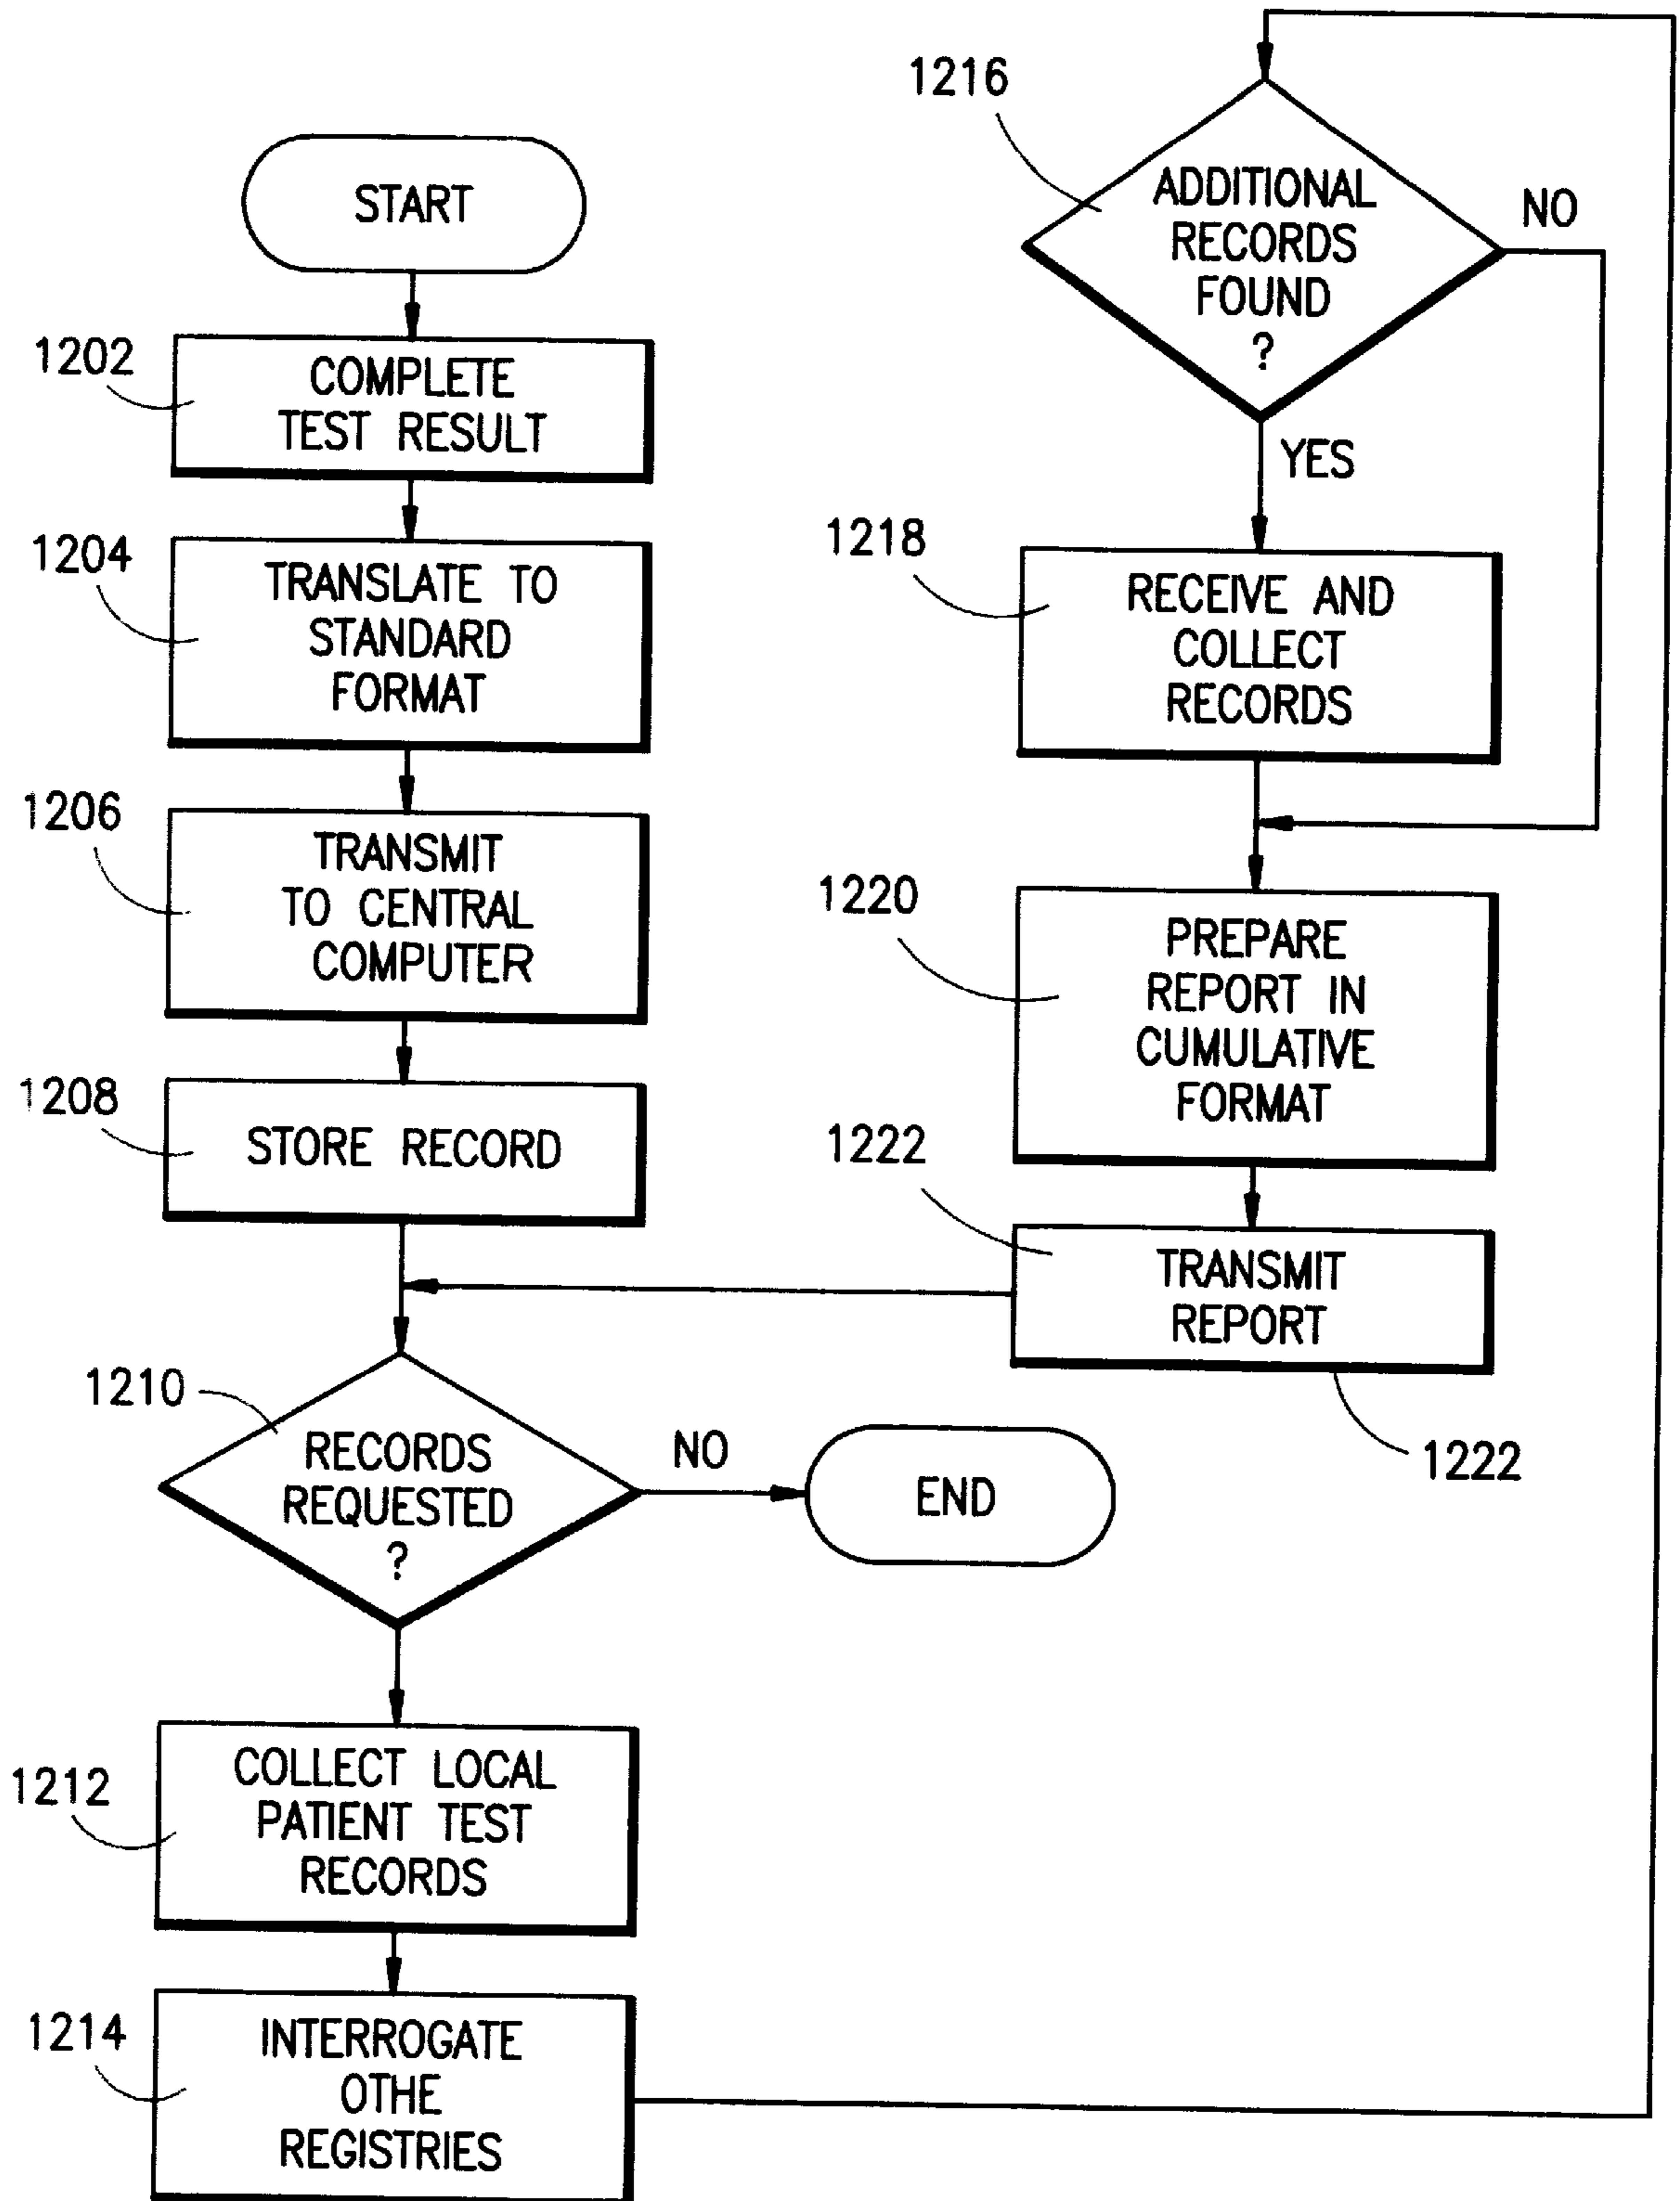 START
1202
COMPLETE
TEST RESULT
1204
TRANSLATE TO
STANDARD
FORMAT
1206
TRANSMIT
TO CENTRAL
COMPUTER
1208
STORE RECORD
1210
RECORDS
REQUESTED
?
NO
END
1212
COLLECT LOCAL
PATIENT TEST
RECORDS
1214
INTERROGATE
OTHE
REGISTRIES
1216
ADDITIONAL
RECORDS
FOUND
?
NO
YES
1218
RECEIVE AND
COLLECT
RECORDS
1220
PREPARE
REPORT IN
CUMULATIVE
FORMAT
1222
TRANSMIT
REPORT
1222